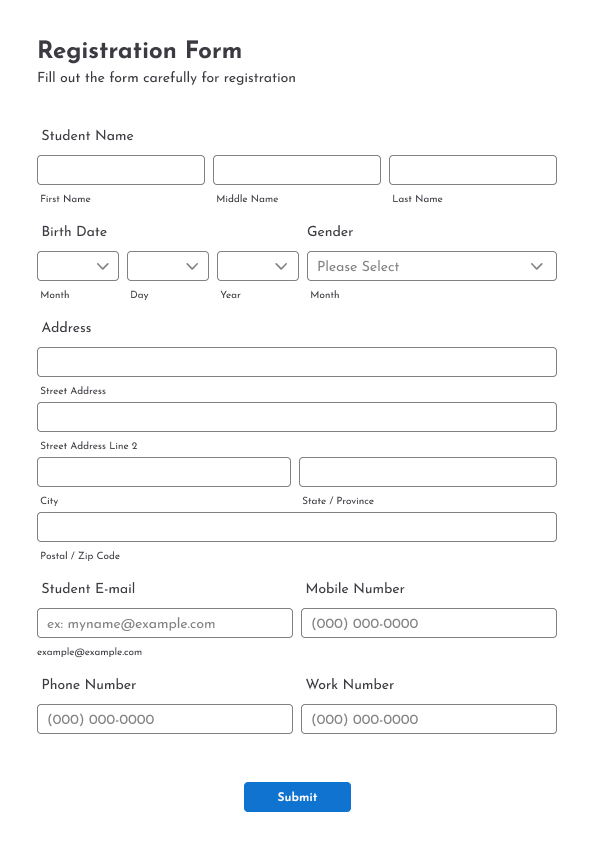 Registration Form
Fill out the form carefully for registration
Student Name
First Name Middle Name Last Name
Birth Date Gender
Please Select
Month Day Year Month
Address
Street Address
Street Address Line 2
City State / Province
Postal / Zip Code
Student E-mail Mobile Number
ex: myname@example.com (000) 000-0000
example@example.com
Phone Number Work Number
(000) 000-0000 (000) 000-0000
Submit